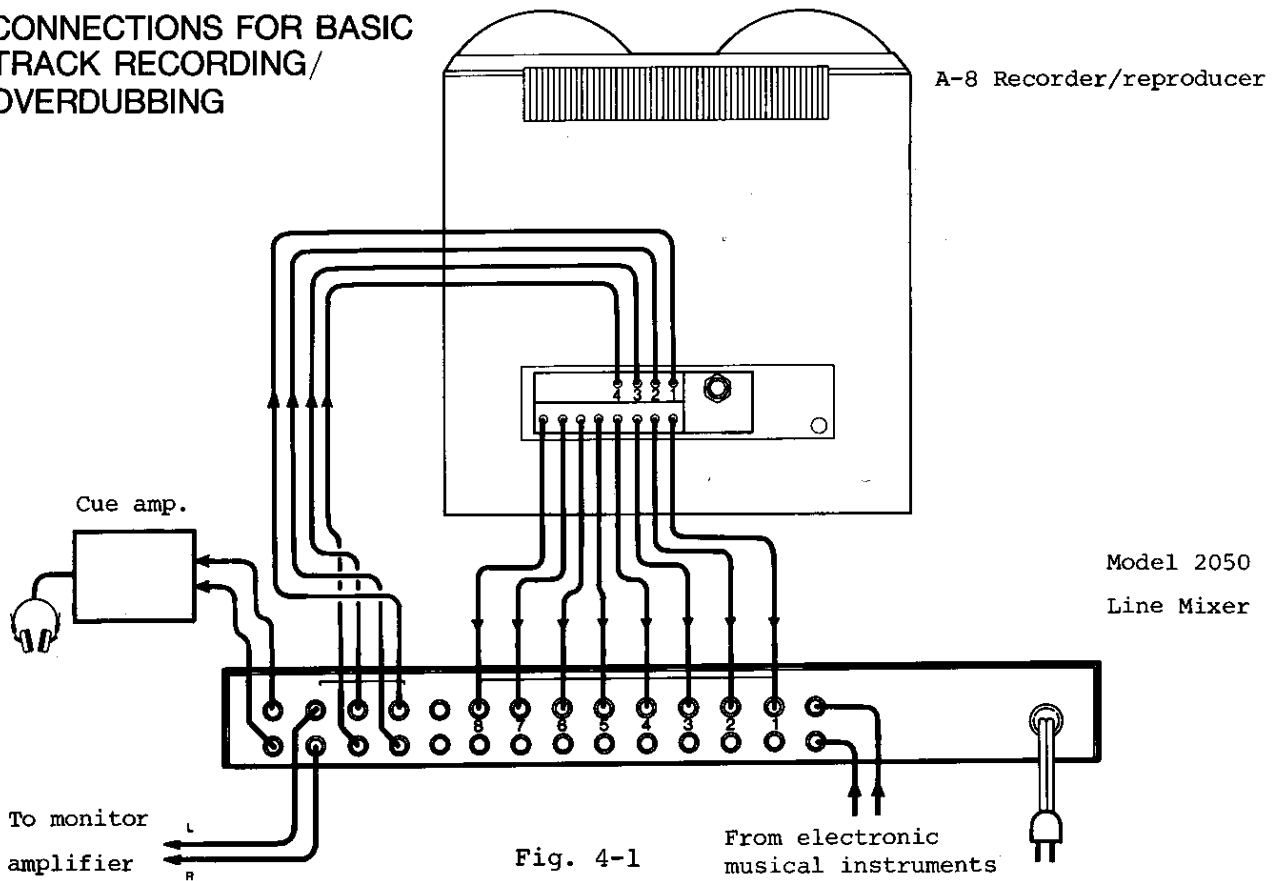 CONNECTIONS FOR BASIC
TRACK RECORDING/
OVERDUBBING
A-8 Recorder/reproducer
4 3 2 1
Cue amp.
Model 2050
Line Mixer
8 7 6 5 4 3 2 1
To monitor
amplifier
L
R
Fig. 4-1
From electronic
musical instruments